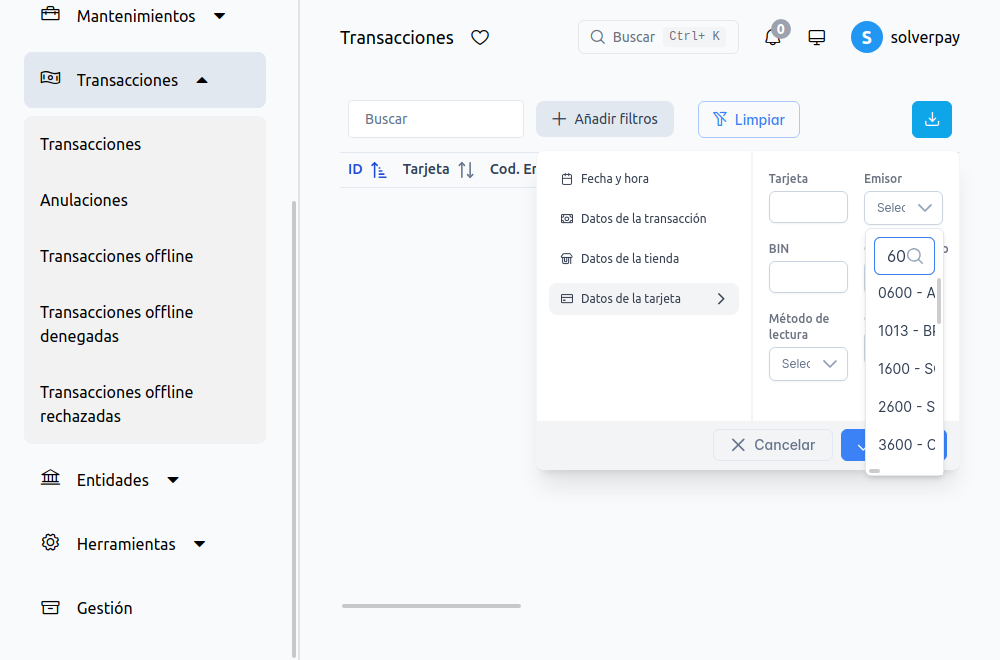 Mantenimientos
Transacciones
Transacciones
Anulaciones
Transacciones offline
Transacciones offline
denegadas
Transacciones offline
rechazadas
Entidades
Herramientas
Gestión
Transacciones
Buscar Ctrl+ K
0
S solverpay
Buscar
Añadir filtros
Limpiar
ID Tarjeta Cod.
Fecha y hora
Datos de la transacción
Datos de la tienda
Datos de la tarjeta
Tarjeta
Emisor
Selec
BIN
Método de
lectura
Selec
60
0600 - A
1013 -
1600 -
2600 - S
3600 -
Cancelar